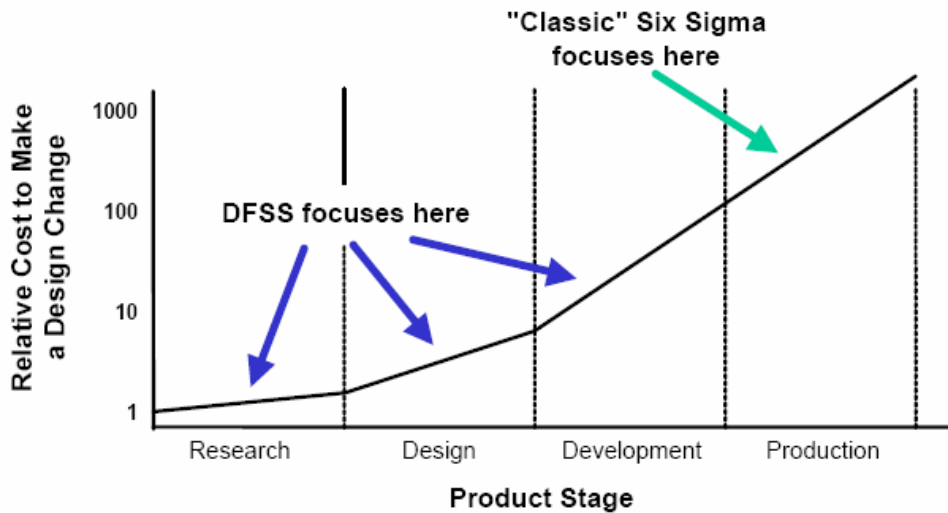 "Classic" Six Sigma
focuses here
Relative Cost to Make
a Design Change
1000
100
10
1
DFSS focuses here
Research
Design
Development
Production
Product Stage